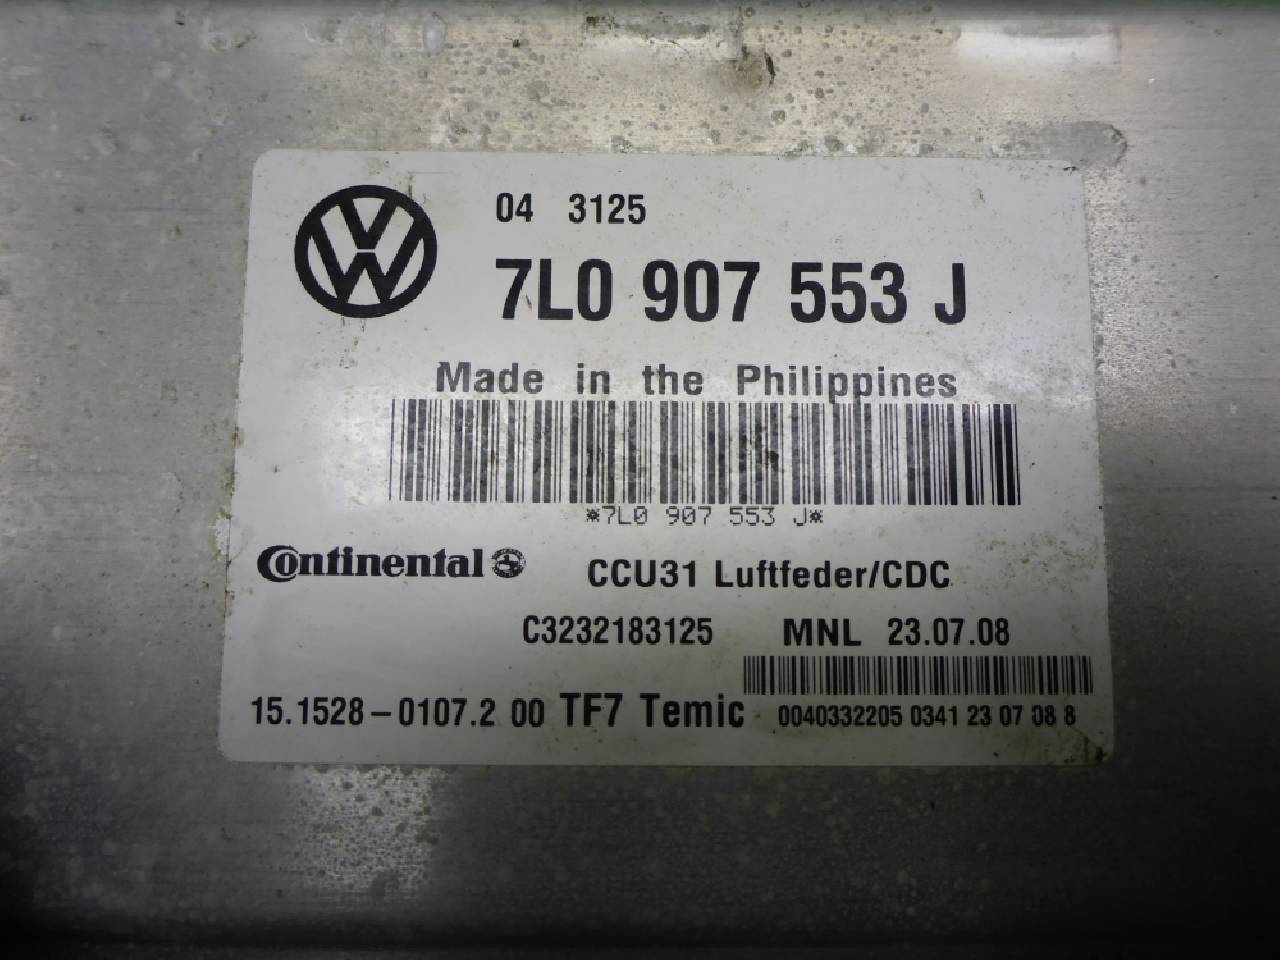 04 3125
7L0 907 553 J
Made in the Philippines
*7L0 907 553 J*
Continental
CCU31 Luftfeder/CDC
C3232183125 MNL 23.07.08
15.1528-0107.2 00 TF7 Temic 0040332205 0341 23 07 08 8